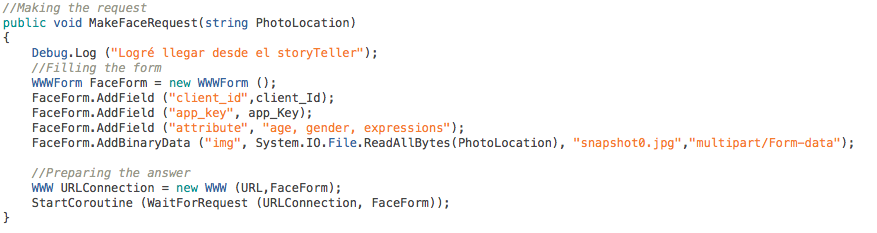 //Making the request
public void MakeFaceRequest(string PhotoLocation)
{
    Debug.Log ("Logré llegar desde el storyTeller");
    //Filling the form
    WWWForm FaceForm = new WWWForm ();
    FaceForm.AddField ("client_id",client_Id);
    FaceForm.AddField ("app_key", app_Key);
    FaceForm.AddField ("attribute", "age, gender, expressions");
    FaceForm.AddBinaryData ("img", System.IO.File.ReadAllBytes(PhotoLocation), "snapshot0.jpg","multipart/Form-data");

    //Preparing the answer
    WWW URLConnection = new WWW (URL,FaceForm);
    StartCoroutine (WaitForRequest (URLConnection, FaceForm));
}